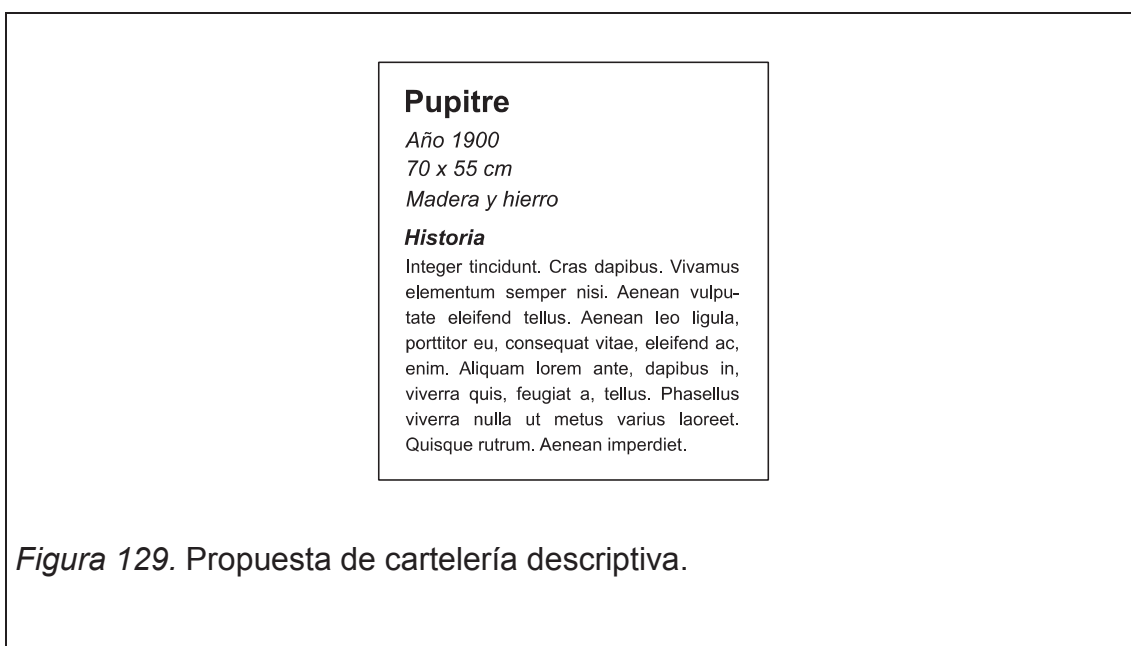 Pupitre
Año 1900
70 x 55 cm
Madera y hierro
Historia
Integer tincidunt. Cras dapibus. Vivamus
elementum semper nisi. Aenean vulpu-
tate eleifend tellus. Aenean leo ligula,
porttitor eu, consequat vitae, eleifend ac,
enim. Aliquam lorem ante, dapibus in,
viverra quis, feugiat a, tellus. Phasellus
viverra nulla ut metus varius laoreet.
Quisque rutrum. Aenean imperdiet.
Figura 129. Propuesta de cartelería descriptiva.